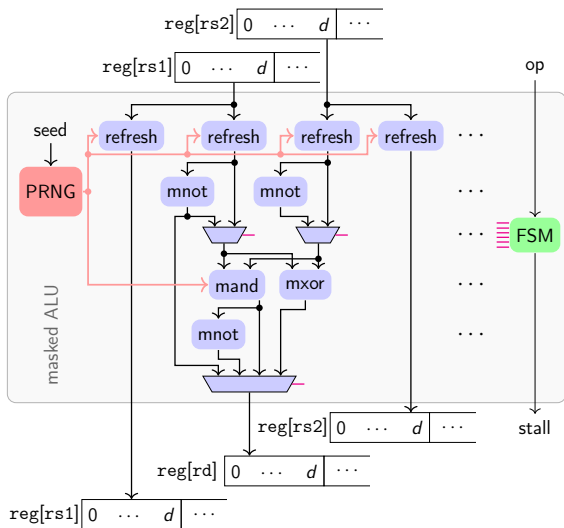 reg[rs2] 0 ··· d ···
reg[rs1] 0 ··· d ···
op
seed
refresh refresh refresh refresh ···
PRNG
mnot mnot ···
··· FSM
mand mxor ···
mnot ···
masked ALU
reg[rs2] 0 ··· d ···
stall
reg[rd] 0 ··· d ···
reg[rs1] 0 ··· d ···